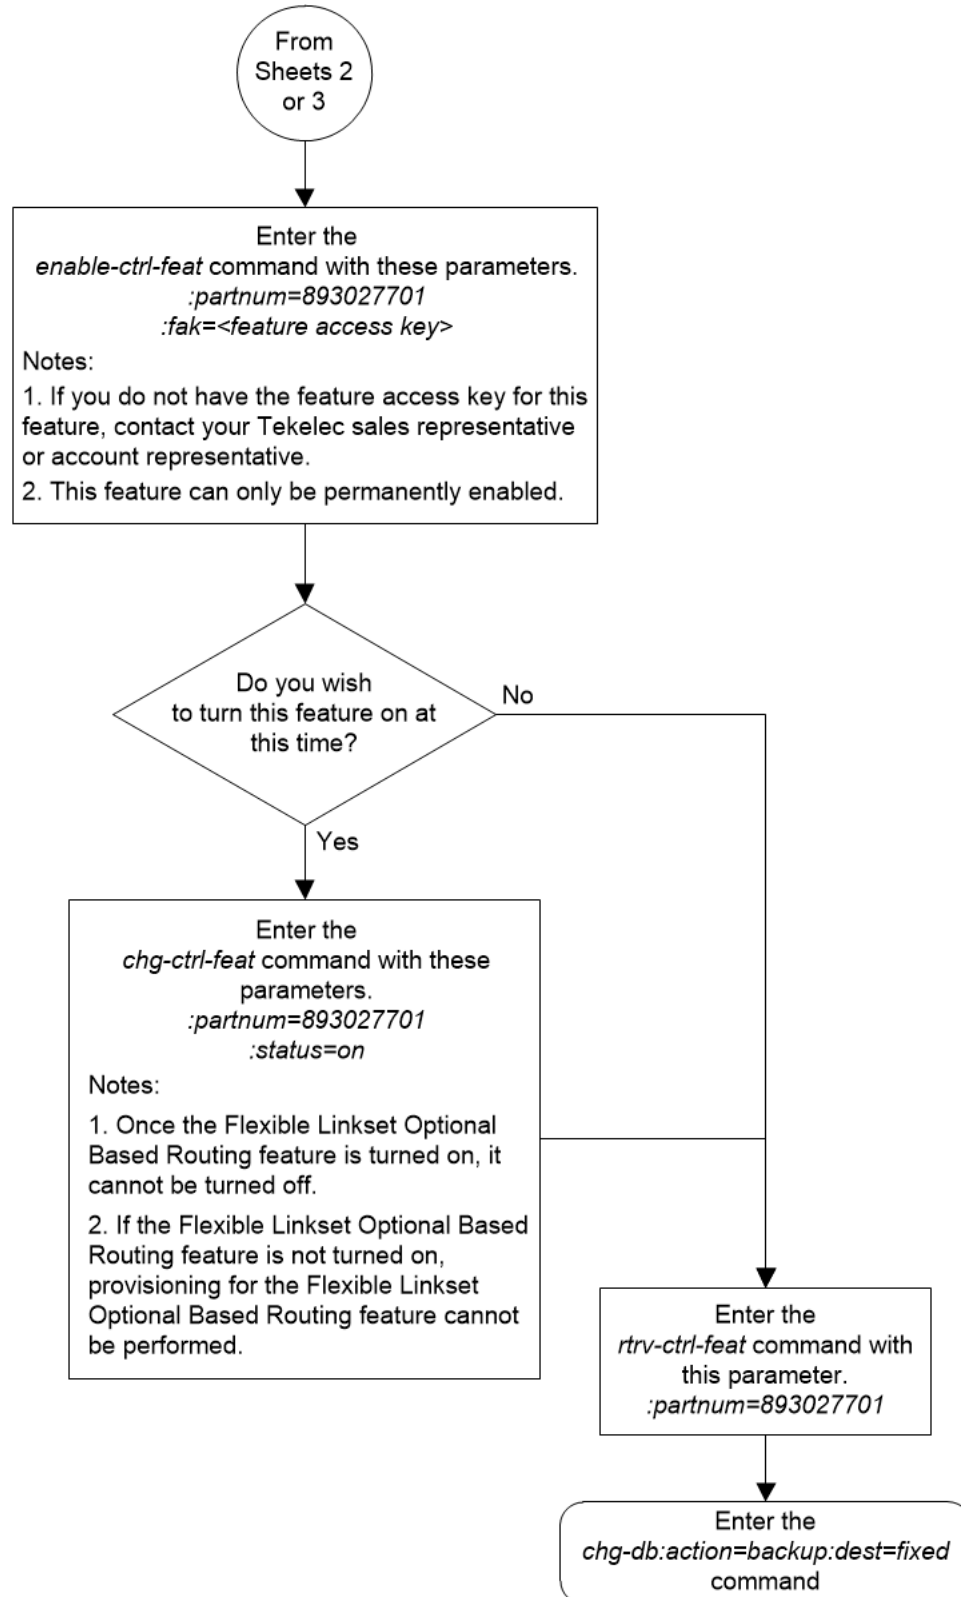 From
Sheets 2
or 3
Enter the
enable-ctrl-feat command with these parameters.
:partnum=893027701
:fak=<feature access key>
Notes:
1. If you do not have the feature access key for this
feature, contact your Tekelec sales representative
or account representative.
2. This feature can only be permanently enabled.
Do you wish
to turn this feature on at
this time?
No
Yes
Enter the
chg-ctrl-feat command with these
parameters.
:partnum=893027701
:status=on
Notes:
1. Once the Flexible Linkset Optional
Based Routing feature is turned on, it
cannot be turned off.
2. If the Flexible Linkset Optional Based
Routing feature is not turned on,
provisioning for the Flexible Linkset
Optional Based Routing feature cannot
be performed.
Enter the
rtrv-ctrl-feat command with
this parameter.
:partnum=893027701
Enter the
chg-db:action=backup:dest=fixed
command